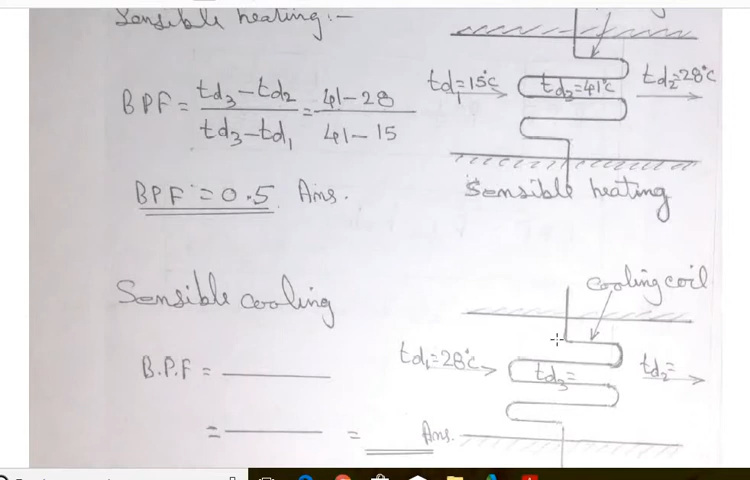 Sensible heating:-
td₁=15°C
td₂=41°C
td₂=28°C
BPF = (td₃-td₂)/(td₃-td₁) = (41-28)/(41-15)
BPF = 0.5 Ans.
Sensible heating
Sensible cooling
cooling coil
td₁=28°C
td₃=
td₂=
B.P.F =
= = Ans.